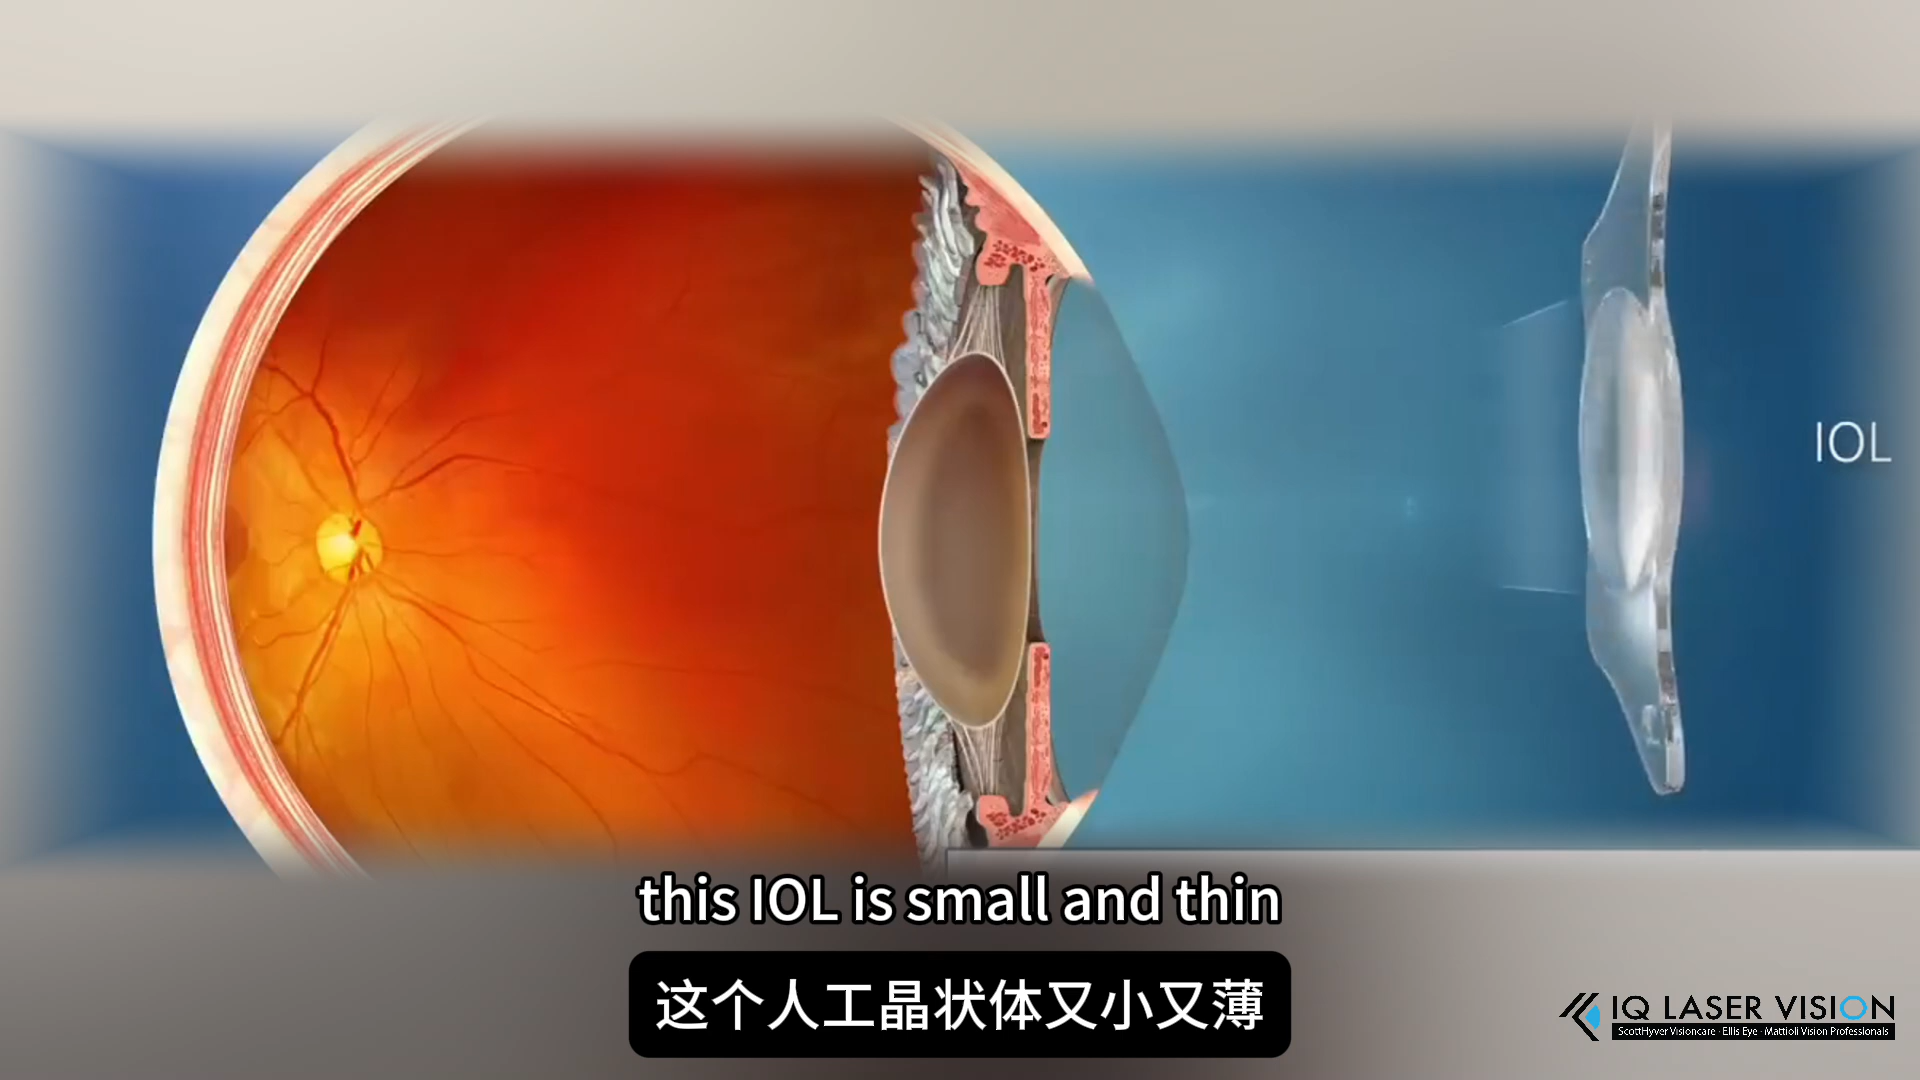 IOL
this IOL is small and thin
这个人工晶状体又小又薄
IQ LASER VISION
ScottHyver Visioncare · Ellis Eye · Mattioli Vision Professionals